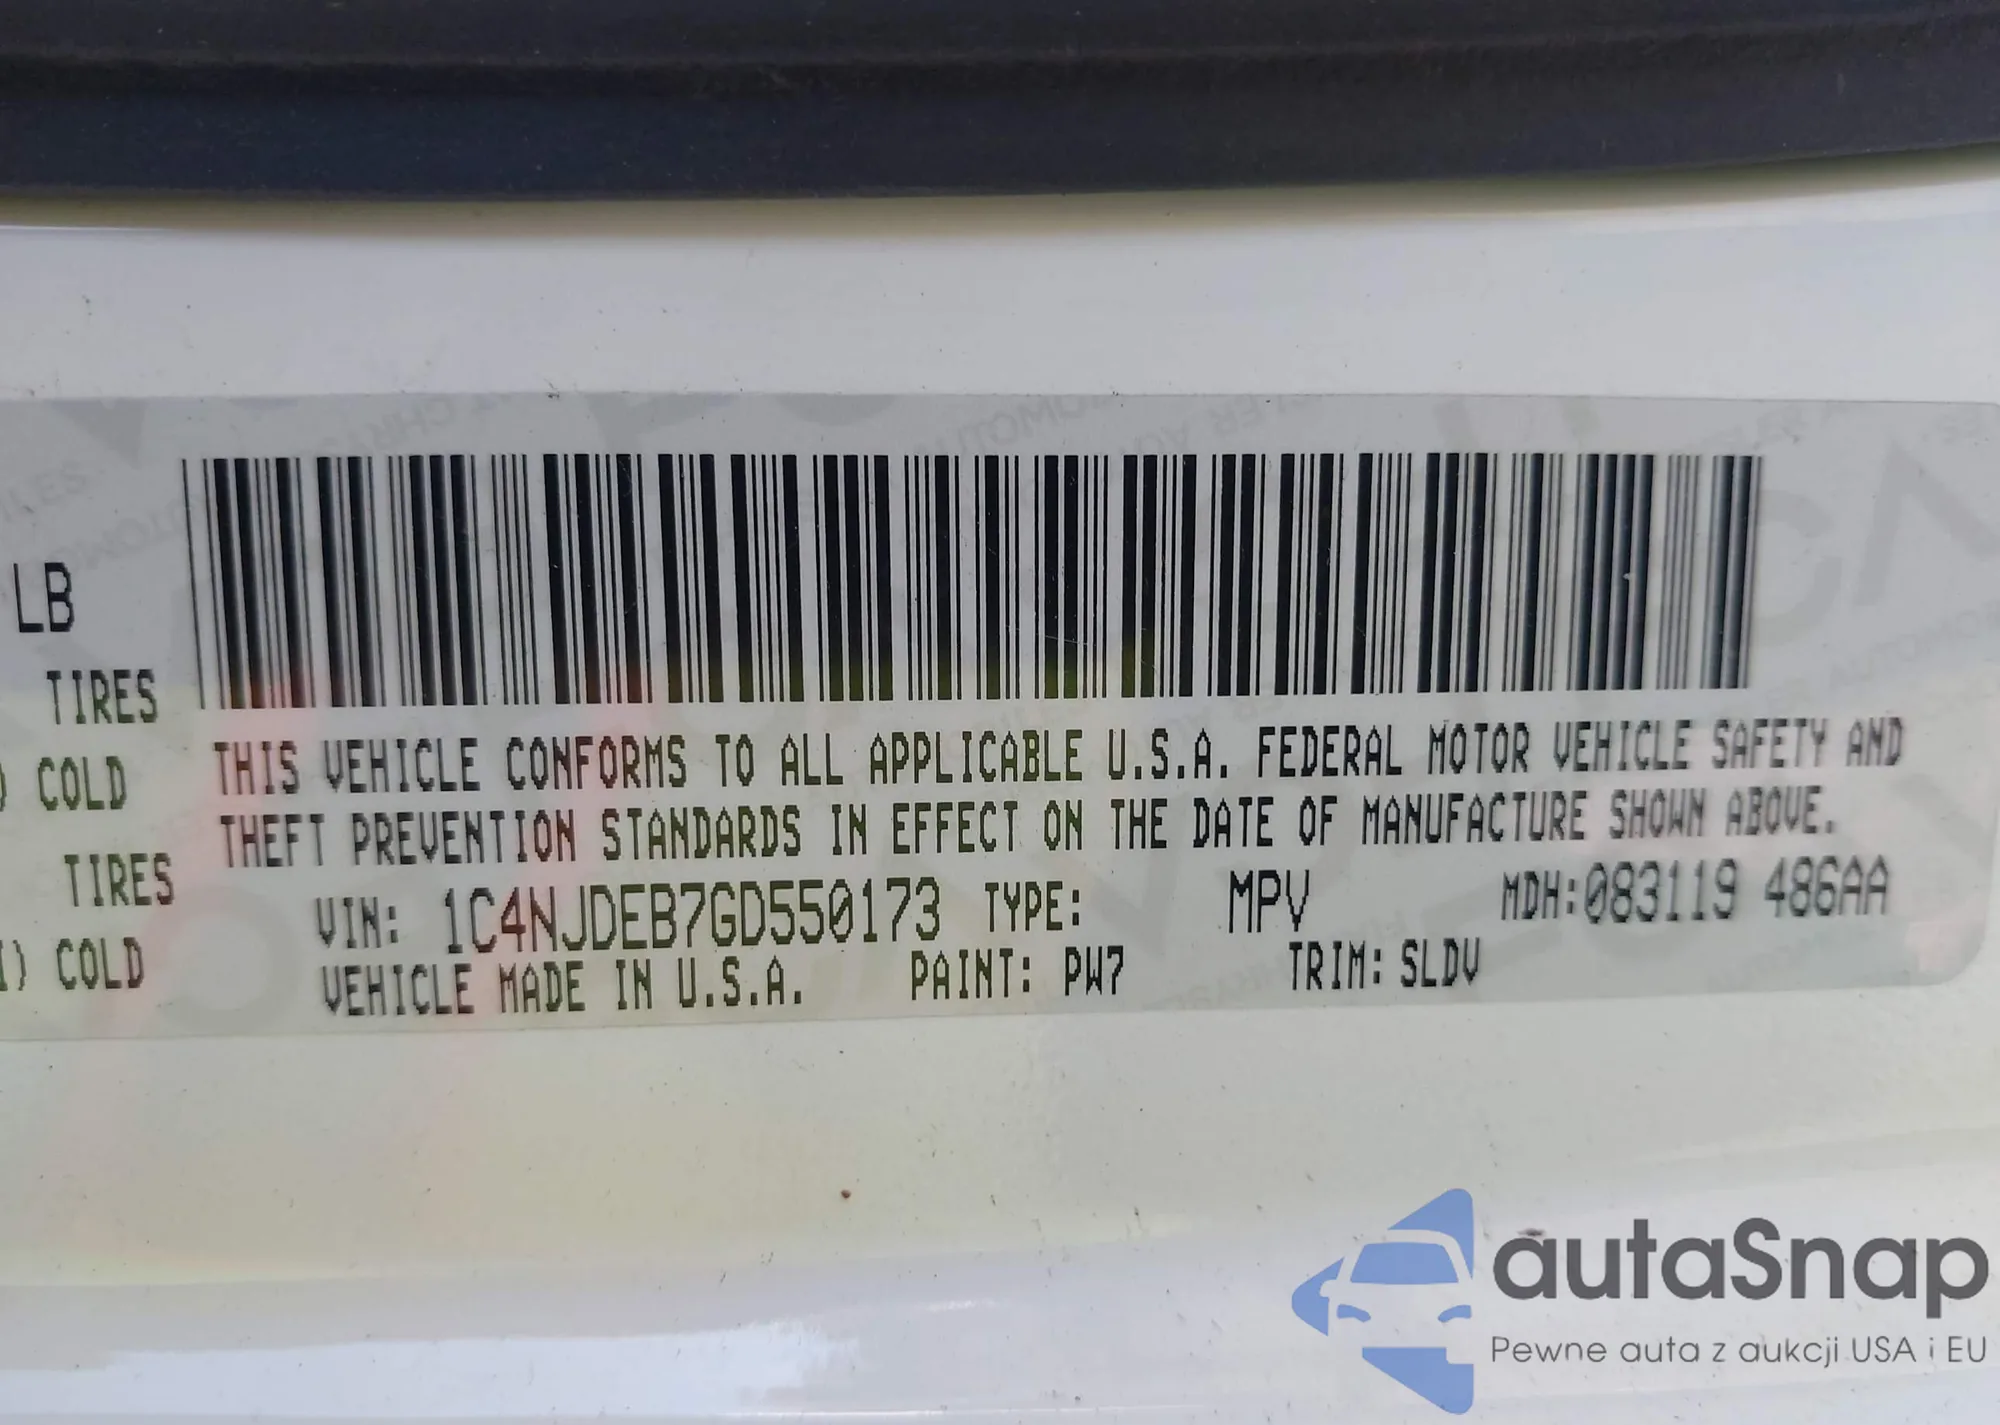 LB
TIRES
) COLD
TIRES
I) COLD
THIS VEHICLE CONFORMS TO ALL APPLICABLE U.S.A. FEDERAL MOTOR VEHICLE SAFETY AND
THEFT PREVENTION STANDARDS IN EFFECT ON THE DATE OF MANUFACTURE SHOWN ABOVE.
VIN: 1C4NJDEB7GD550173 TYPE: MPV MDH:083119 486AA
VEHICLE MADE IN U.S.A. PAINT: PW7 TRIM: SLDV
autaSnap
Pewne auta z aukcji USA i EU